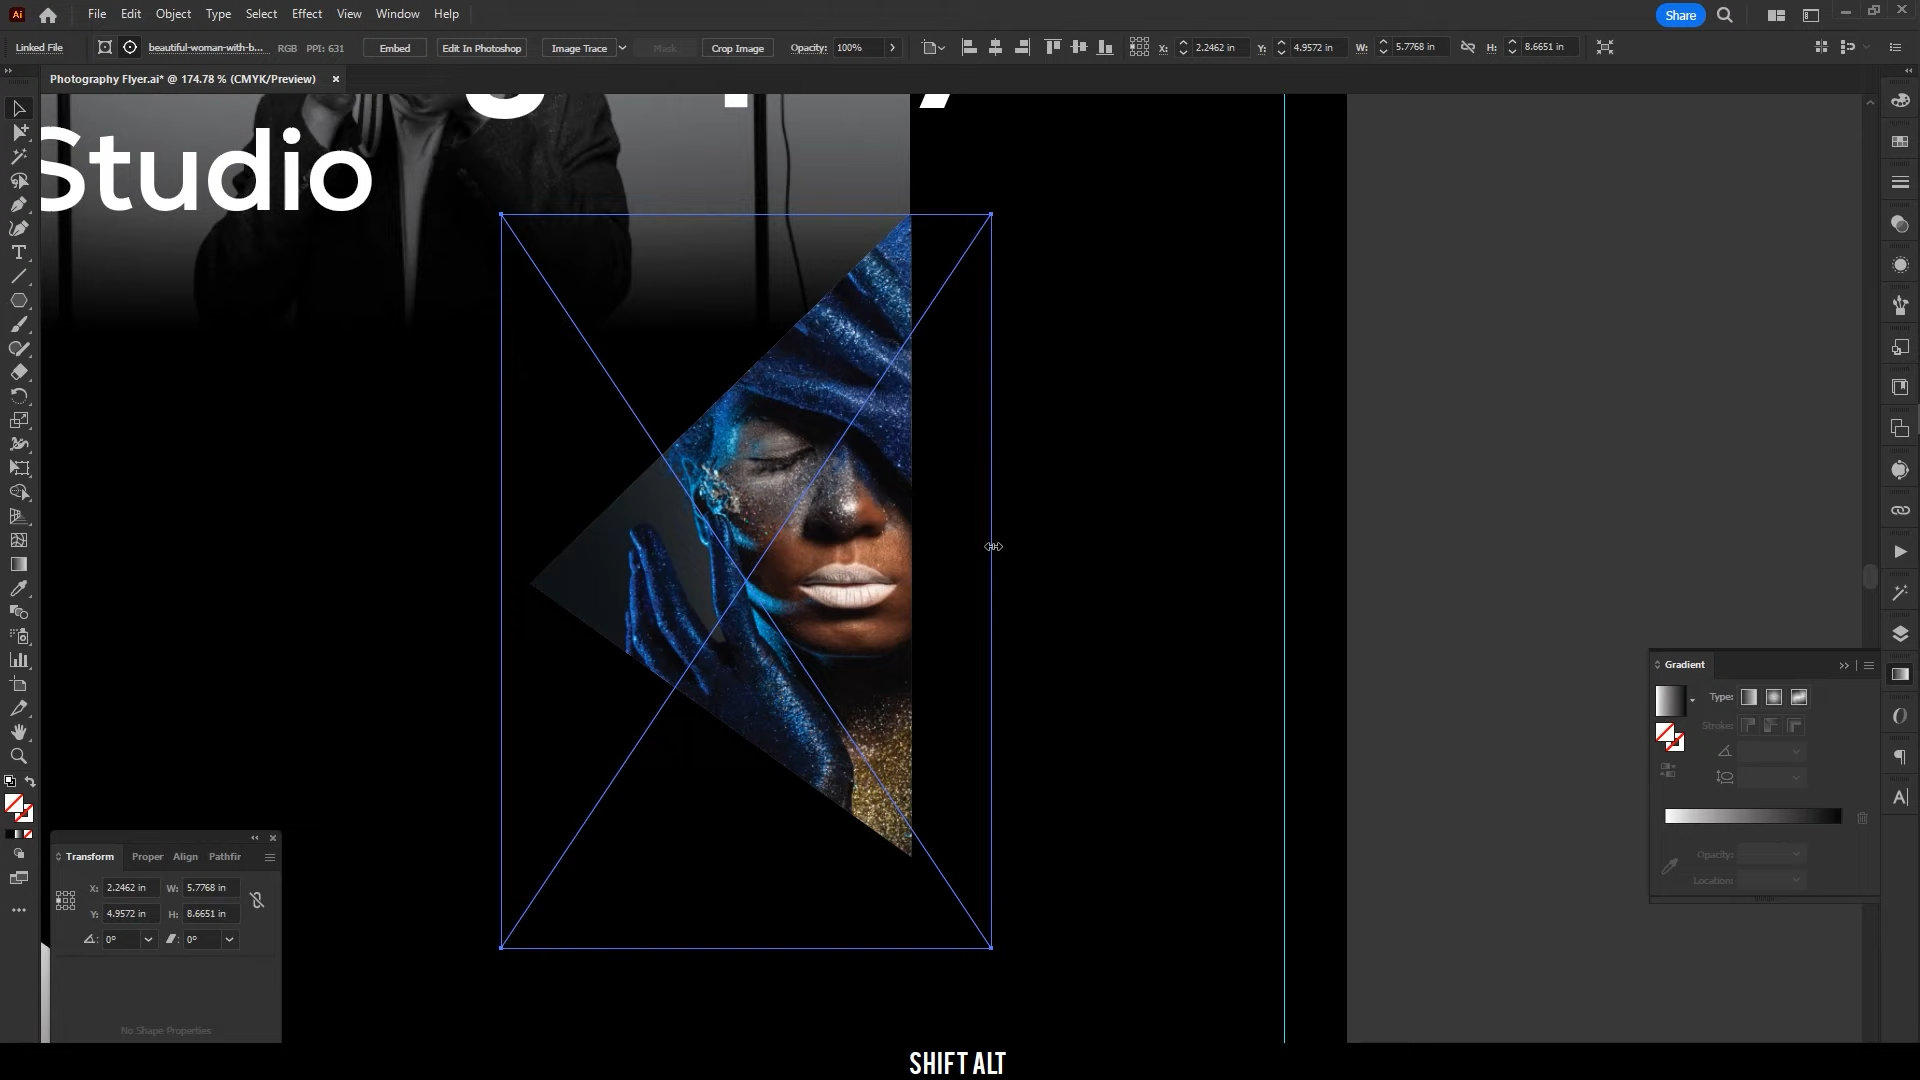 Ai File Edit Object Type Select Effect View Window Help Share
Linked File beautiful-woman-with-b... RGB PPI: 631 Embed Edit In Photoshop Image Trace Mask Crop Image Opacity: 100% X: 2.2462 in Y: 4.9572 in W: 5.7768 in H: 8.6651 in
Photography Flyer.ai* @ 174.78 % (CMYK/Preview)
Studio
Gradient
Type:
Stroke:
Opacity:
Location:
Transform Proper Align Pathfir
X: 2.2462 in W: 5.7768 in
Y: 4.9572 in H: 8.6651 in
0° 0°
No Shape Properties
SHIFT ALT